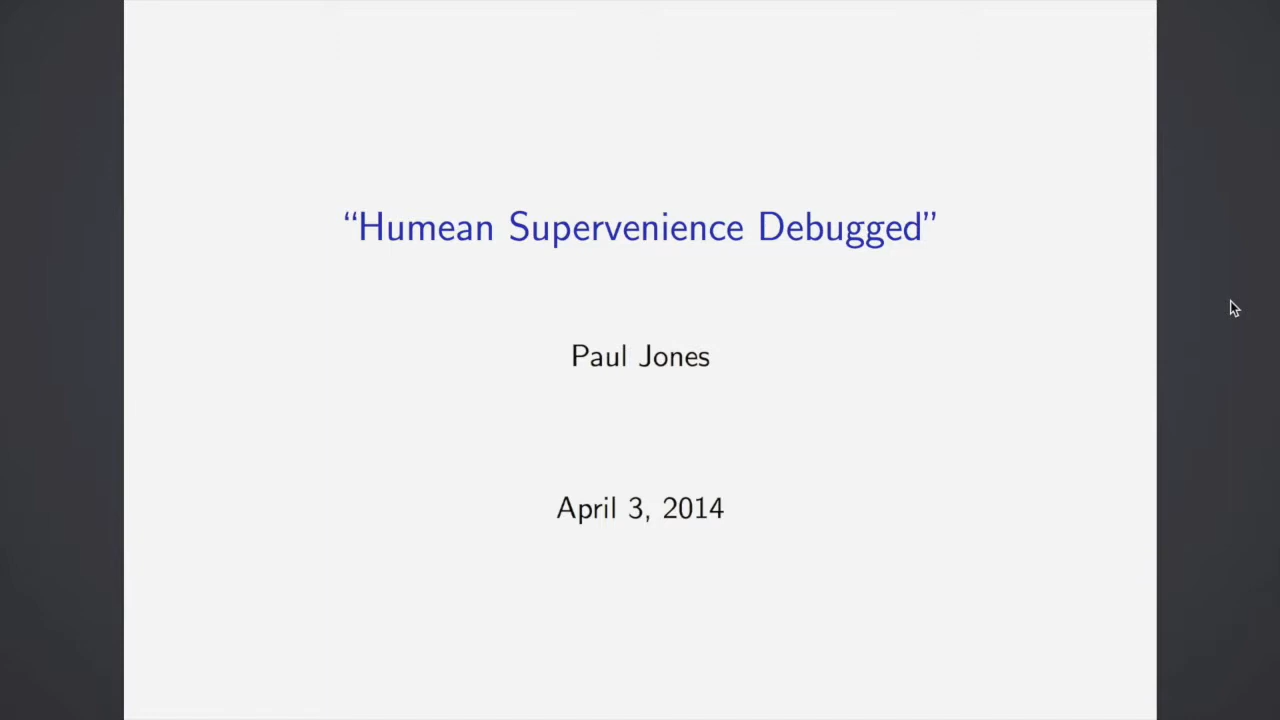 “Humean Supervenience Debugged”
Paul Jones
April 3, 2014